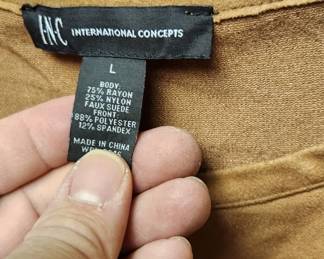 I·N·C INTERNATIONAL CONCEPTS
L
BODY:
75% RAYON
25% NYLON
FAUX SUEDE
FRONT:
88% POLYESTER
12% SPANDEX
MADE IN CHINA